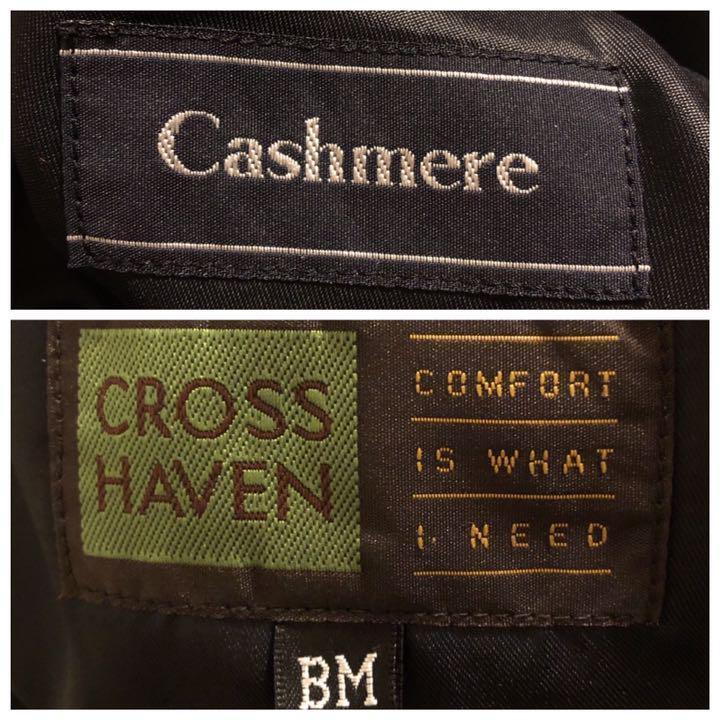 Cashmere
CROSS
HAVEN
COMFORT
IS WHAT
I NEED
BM